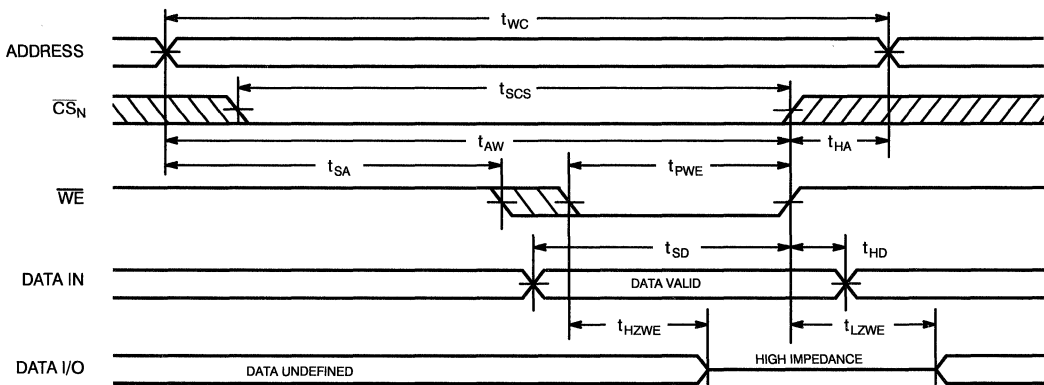 tWC
ADDRESS
tSCS
CSN
tAW
tHA
tSA
tPWE
WE
tSD
tHD
DATA IN
DATA VALID
tHZWE
tLZWE
DATA I/O
DATA UNDEFINED
HIGH IMPEDANCE